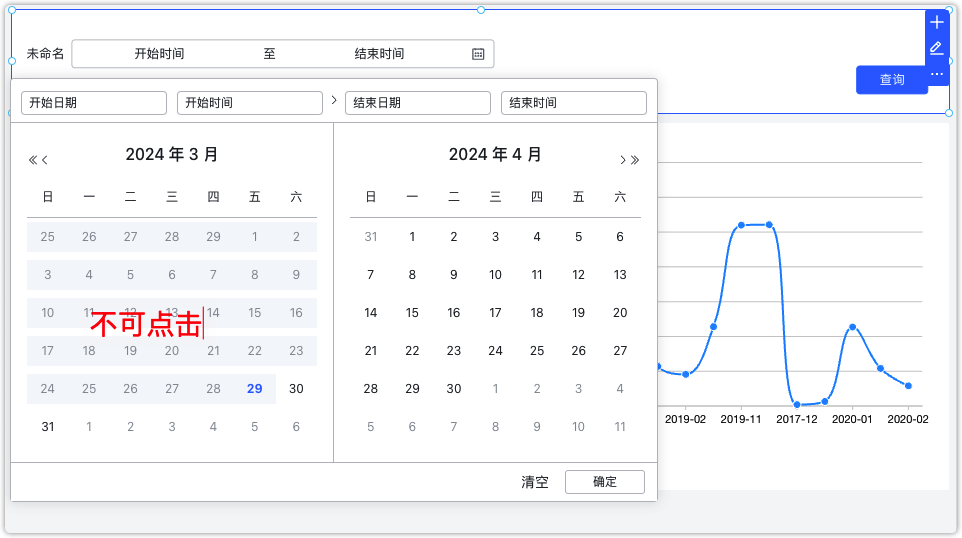 未命名 开始时间 至 结束时间
查询
开始日期 开始时间 结束日期 结束时间
2024 年 3 月 2024 年 4 月
日 一 二 三 四 五 六 日 一 二 三 四 五 六
25 26 27 28 29 1 2 31 1 2 3 4 5 6
3 4 5 6 7 8 9 7 8 9 10 11 12 13
10 11 12 13 14 15 16 14 15 16 17 18 19 20
不可点击
17 18 19 20 21 22 23 21 22 23 24 25 26 27
24 25 26 27 28 29 30 28 29 30 1 2 3 4
31 1 2 3 4 5 6 5 6 7 8 9 10 11
2019-02 2019-11 2017-12 2020-01 2020-02
清空 确定